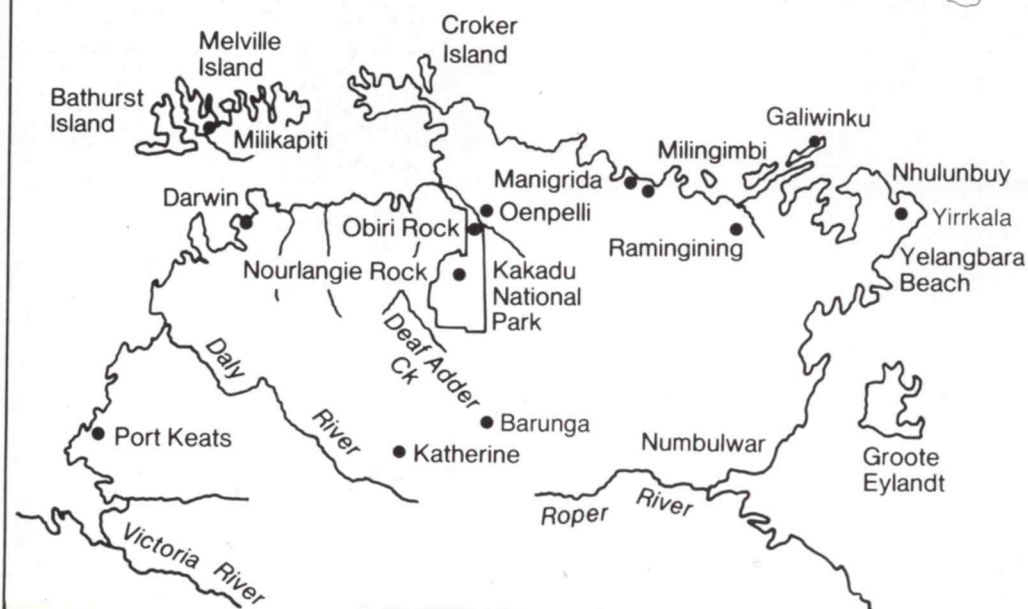 Croker
Island
Melville
Island
Bathurst
Island
Milikapiti
Galiwinku
Milingimbi
Nhulunbuy
Manigrida
Darwin
Oenpelli
Yirrkala
Obiri Rock
Ramingining
Yelangbara
Beach
Nourlangie Rock
Kakadu
National
Park
Deaf Adder
Ck
Daly
River
Barunga
Port Keats
Katherine
Numbulwar
Groote
Eylandt
Roper
River
Victoria River